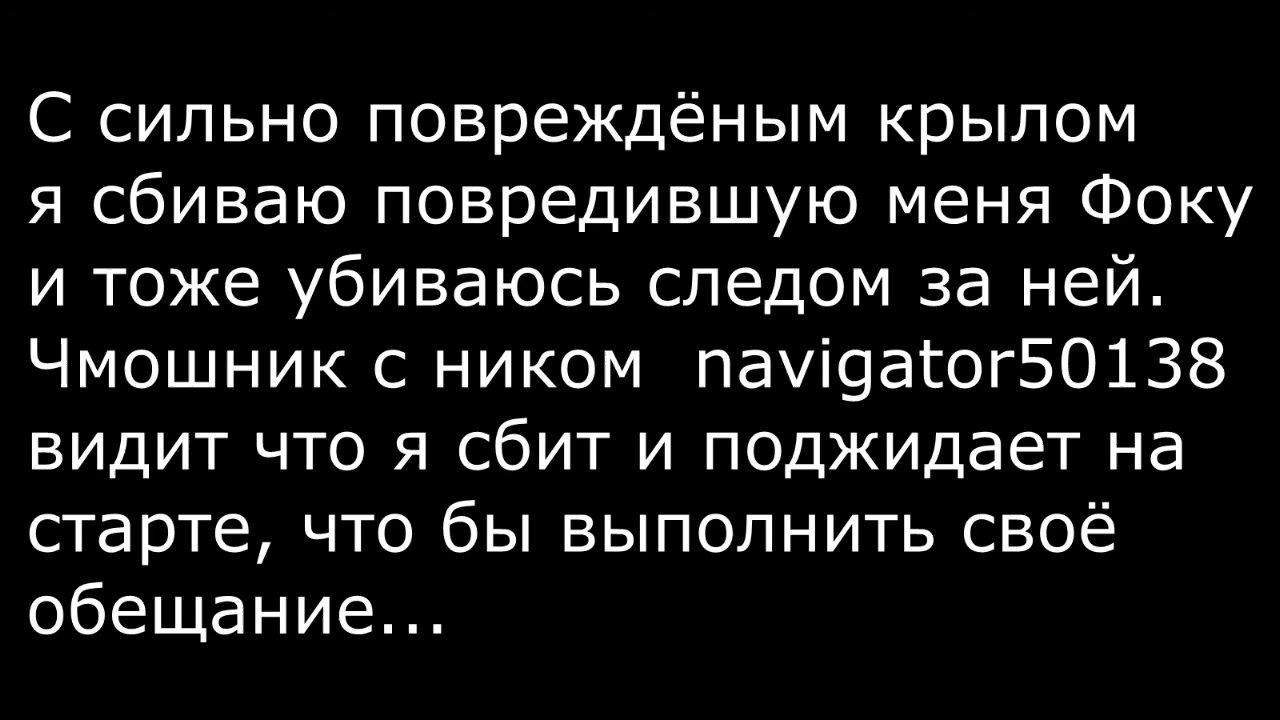 С сильно повреждёным крылом
я сбиваю повредившую меня Фоку
и тоже убиваюсь следом за ней.
Чмошник с ником  navigator50138
видит что я сбит и поджидает на
старте, что бы выполнить своё
обещание...